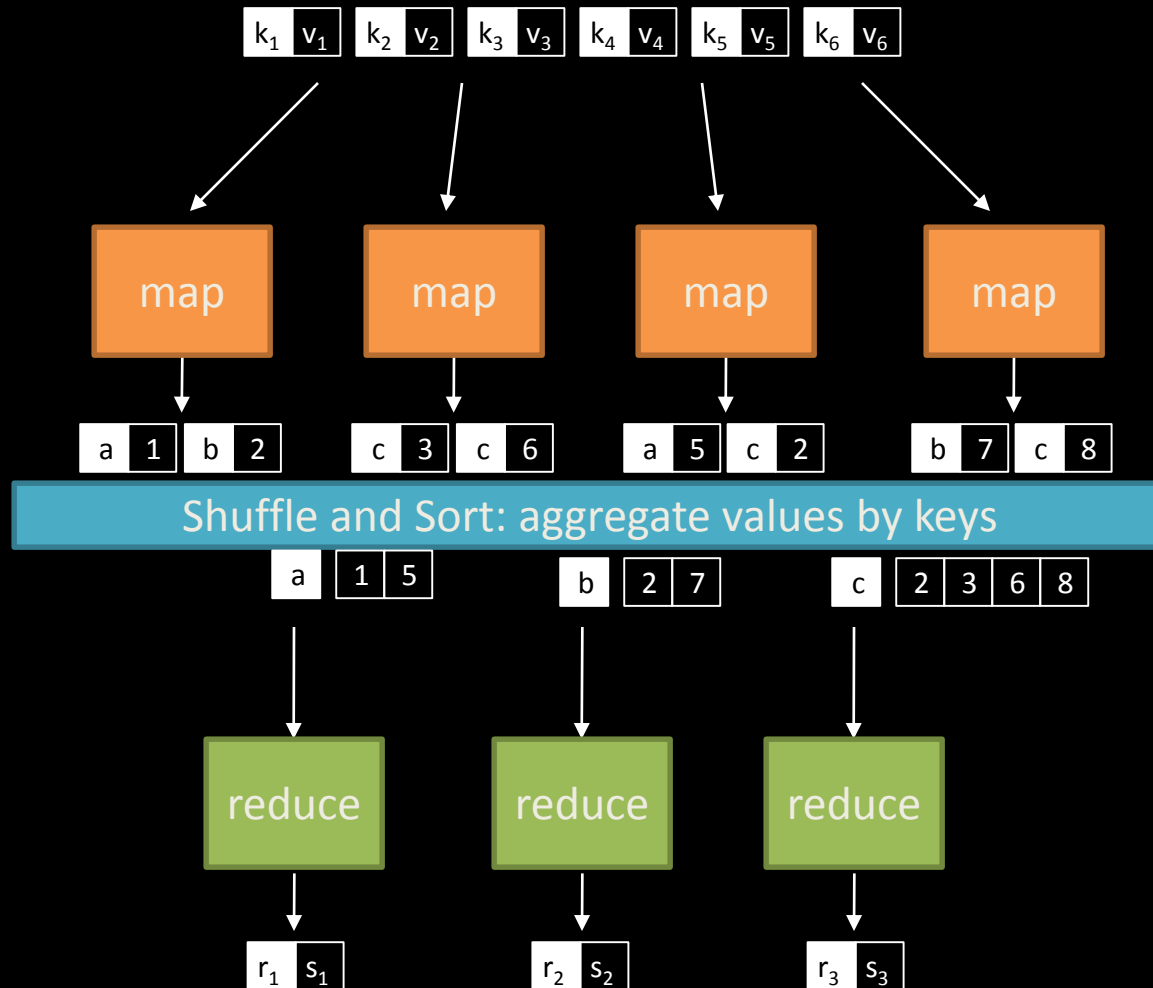 k₁ v₁ k₂ v₂ k₃ v₃ k₄ v₄ k₅ v₅ k₆ v₆
map map map map
a 1 b 2 c 3 c 6 a 5 c 2 b 7 c 8
Shuffle and Sort: aggregate values by keys
a 1 5 b 2 7 c 2 3 6 8
reduce reduce reduce
r₁ s₁ r₂ s₂ r₃ s₃